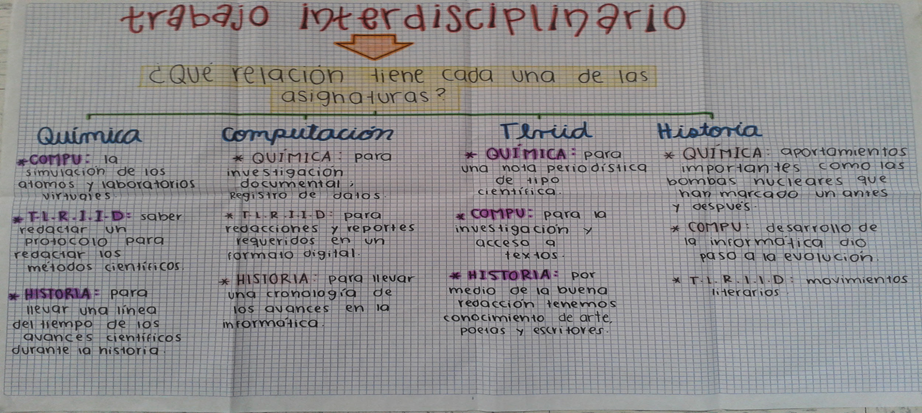 trabajo interdisciplinario
¿Qué relación tiene cada una de las
asignaturas?
Química
*COMPU: la
simulación de los
atomos y laboratorios
virtuales
*T.L.R.I.I.D: saber
redactar un
protocolo para
redactar los
métodos científicos.
* HISTORIA: para
llevar una línea
del tiempo de los
avances científicos
durante la historia.
computación
* QUÍMICA: para
investigación
documental,
Registro de datos.
* T.L.R.I.I.D: para
redacciones y reportes
requeridos en un
formato digital.
* HISTORIA: para llevar
una cronología de
los avances en la
informática.
Tlriid
* QUÍMICA: para
una nota periodística
de tipo
científica.
* COMPU: para la
investigación y
acceso a
textos.
* HISTORIA: por
medio de la buena
redacción tenemos
conocimiento de arte,
poetas y escritores.
Historia
* QUÍMICA: aportamientos
importantes como las
bombas nucleares que
han marcado un antes
y después.
* COMPU: desarrollo de
la informática dio
paso a la evolución.
* T.L.R.I.I.D: movimientos
literarios.